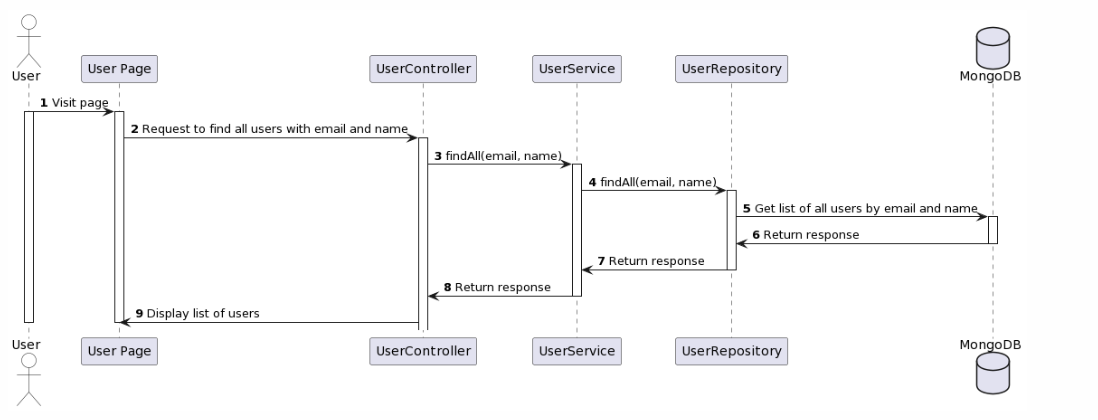 User
User Page
UserController
UserService
UserRepository
MongoDB
1 Visit page
2 Request to find all users with email and name
3 findAll(email, name)
4 findAll(email, name)
5 Get list of all users by email and name
6 Return response
7 Return response
8 Return response
9 Display list of users
User
User Page
UserController
UserService
UserRepository
MongoDB